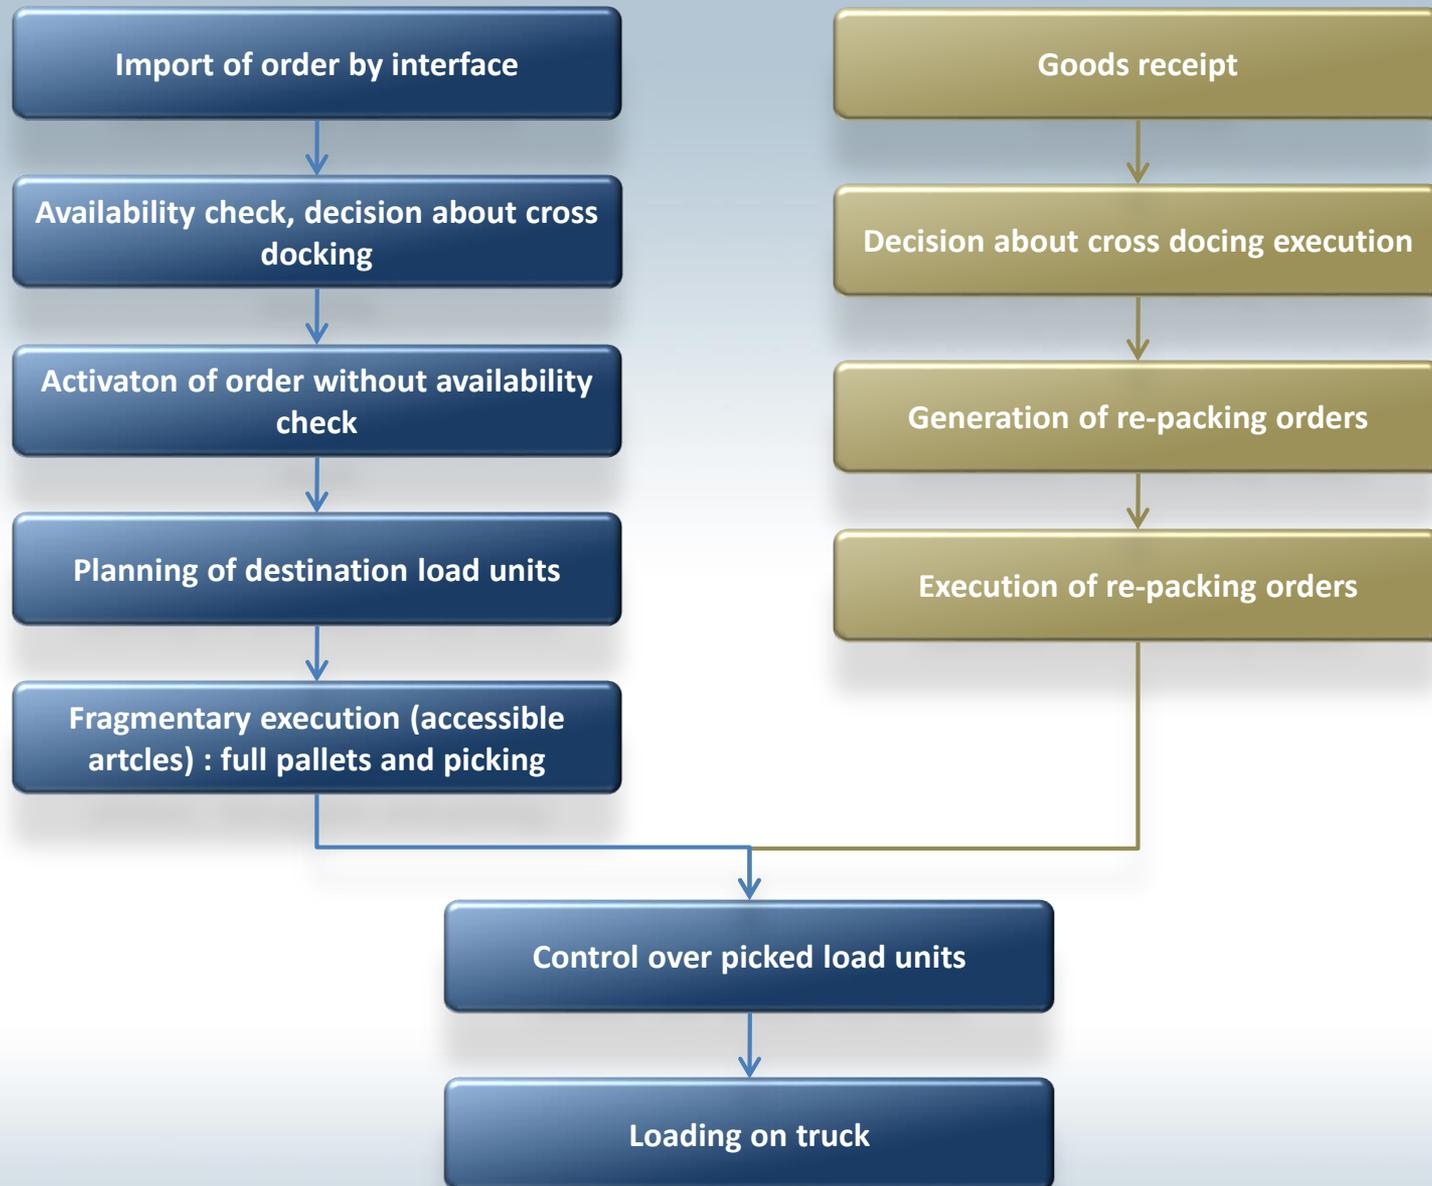 Import of order by interface
Availability check, decision about cross
docking
Activaton of order without availability
check
Planning of destination load units
Fragmentary execution (accessible
artcles) : full pallets and picking
Goods receipt
Decision about cross docing execution
Generation of re-packing orders
Execution of re-packing orders
Control over picked load units
Loading on truck